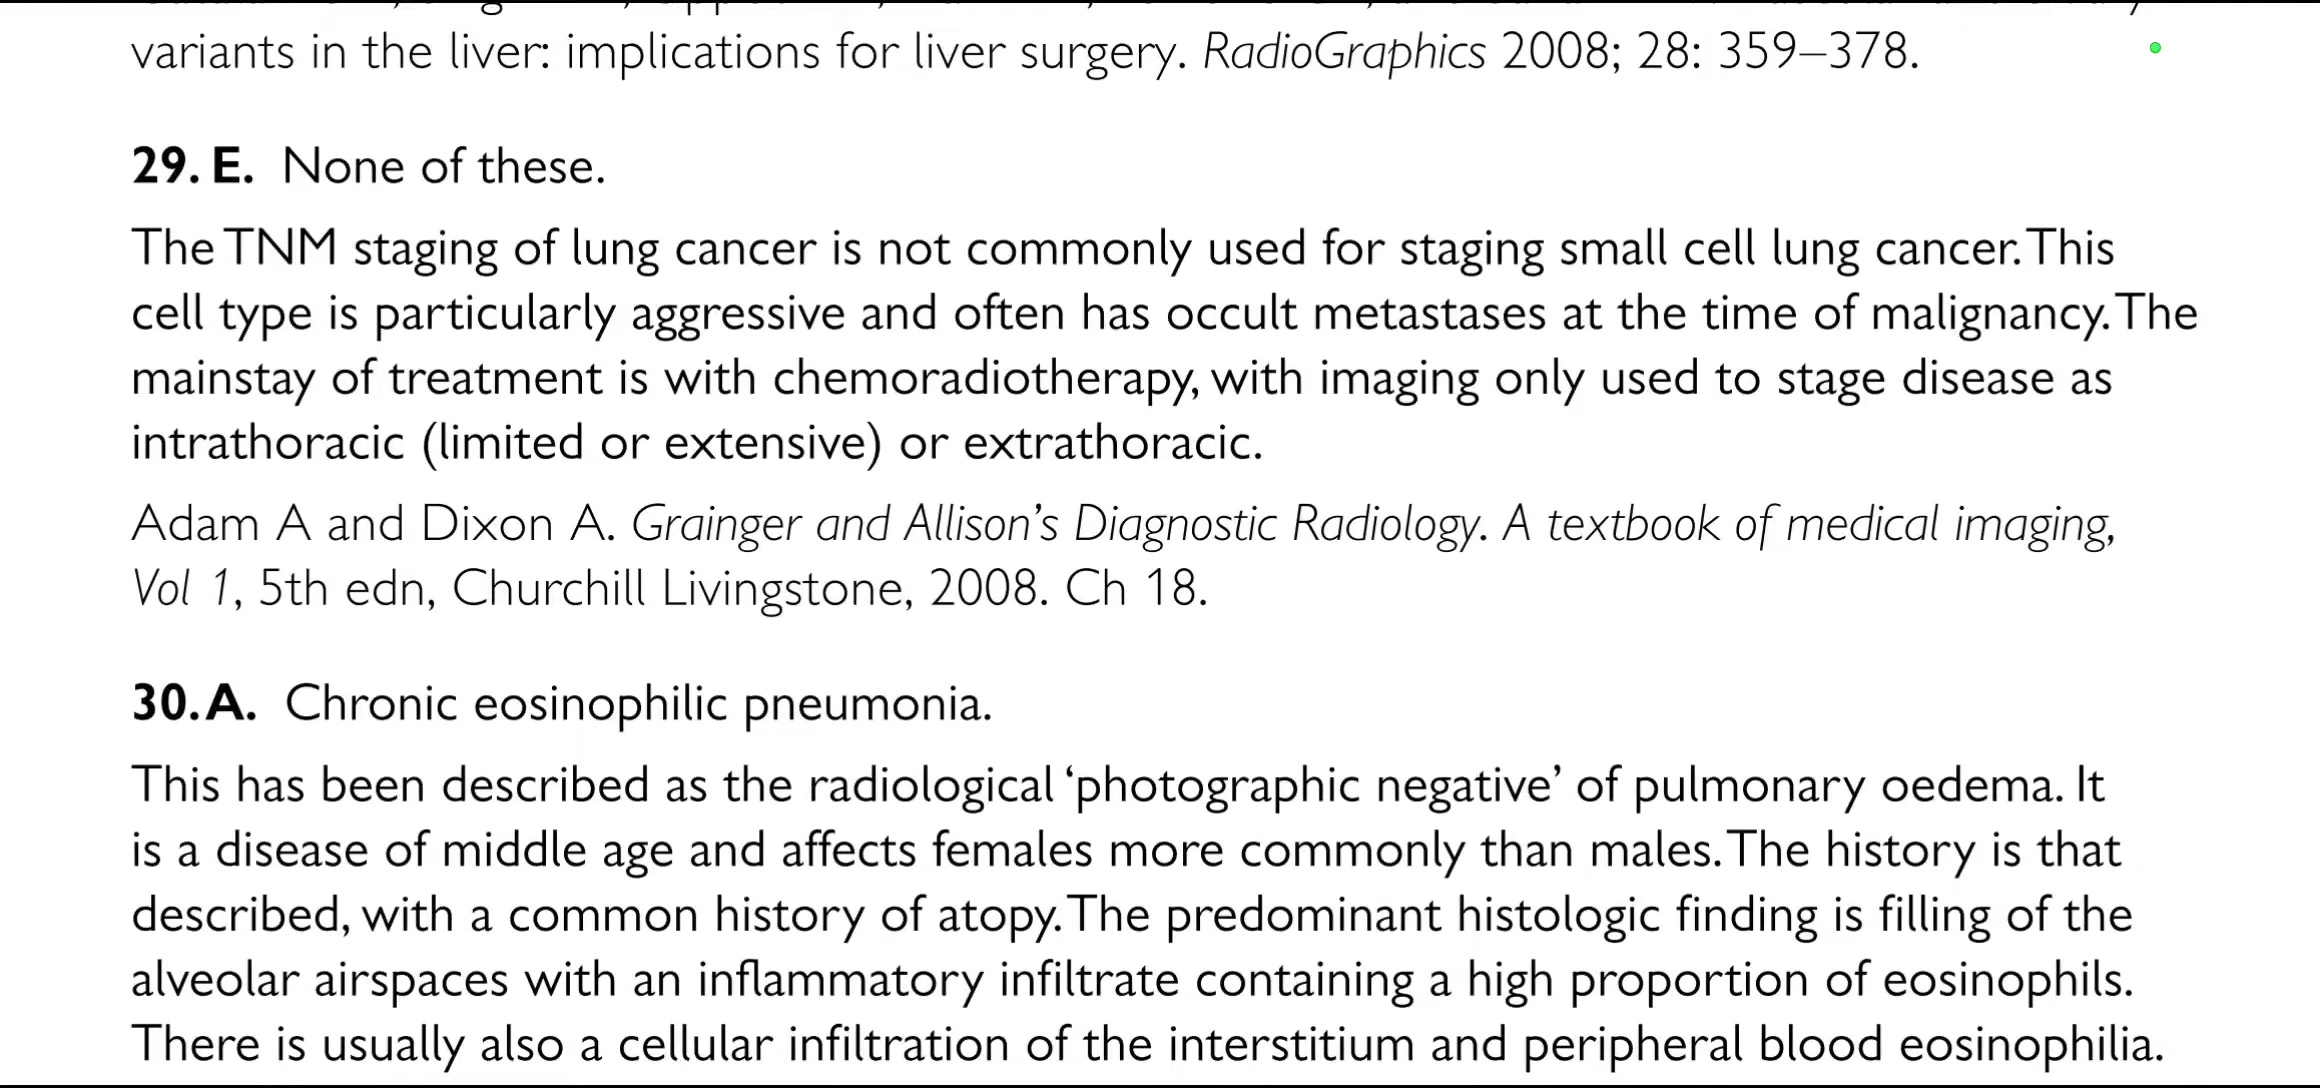 variants in the liver: implications for liver surgery. RadioGraphics 2008; 28: 359–378.
29. E. None of these.
The TNM staging of lung cancer is not commonly used for staging small cell lung cancer. This
cell type is particularly aggressive and often has occult metastases at the time of malignancy. The
mainstay of treatment is with chemoradiotherapy, with imaging only used to stage disease as
intrathoracic (limited or extensive) or extrathoracic.
Adam A and Dixon A. Grainger and Allison’s Diagnostic Radiology. A textbook of medical imaging,
Vol 1, 5th edn, Churchill Livingstone, 2008. Ch 18.
30. A. Chronic eosinophilic pneumonia.
This has been described as the radiological ‘photographic negative’ of pulmonary oedema. It
is a disease of middle age and affects females more commonly than males. The history is that
described, with a common history of atopy. The predominant histologic finding is filling of the
alveolar airspaces with an inflammatory infiltrate containing a high proportion of eosinophils.
There is usually also a cellular infiltration of the interstitium and peripheral blood eosinophilia.